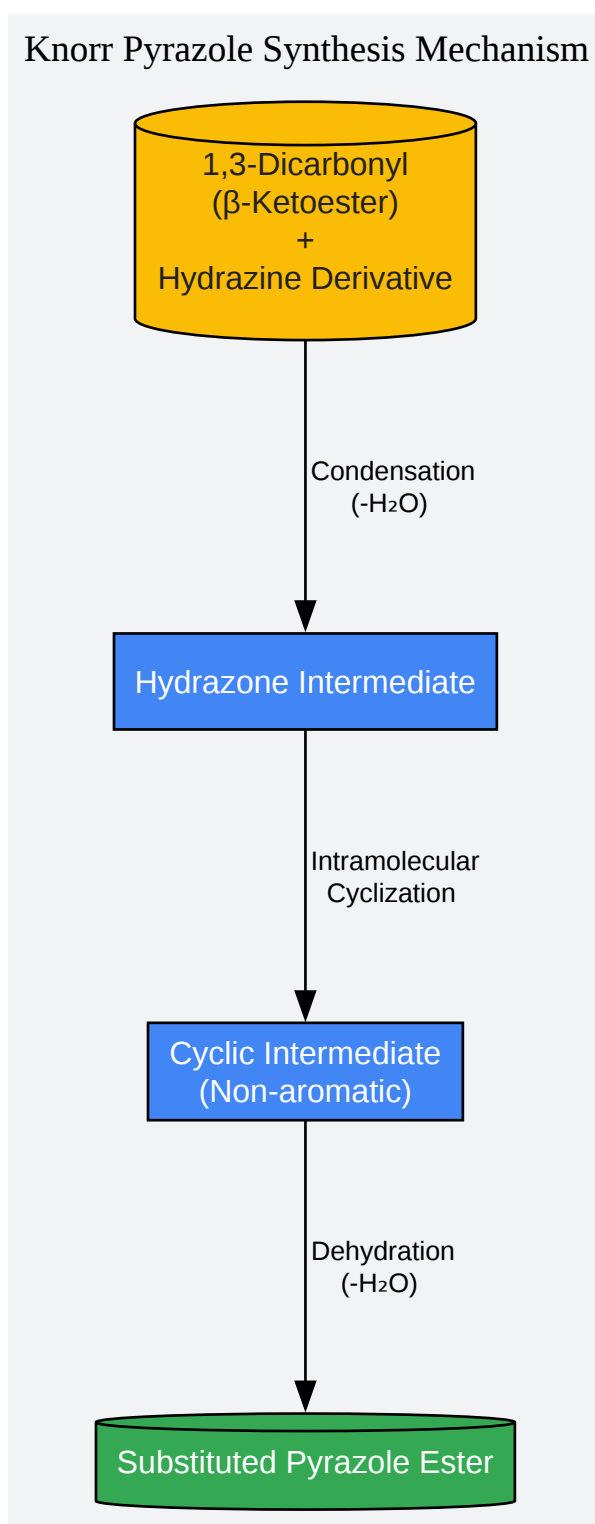 Knorr Pyrazole Synthesis Mechanism
1,3-Dicarbonyl
(β-Ketoester)
+
Hydrazine Derivative
Condensation
(-H₂O)
Hydrazone Intermediate
Intramolecular
Cyclization
Cyclic Intermediate
(Non-aromatic)
Dehydration
(-H₂O)
Substituted Pyrazole Ester